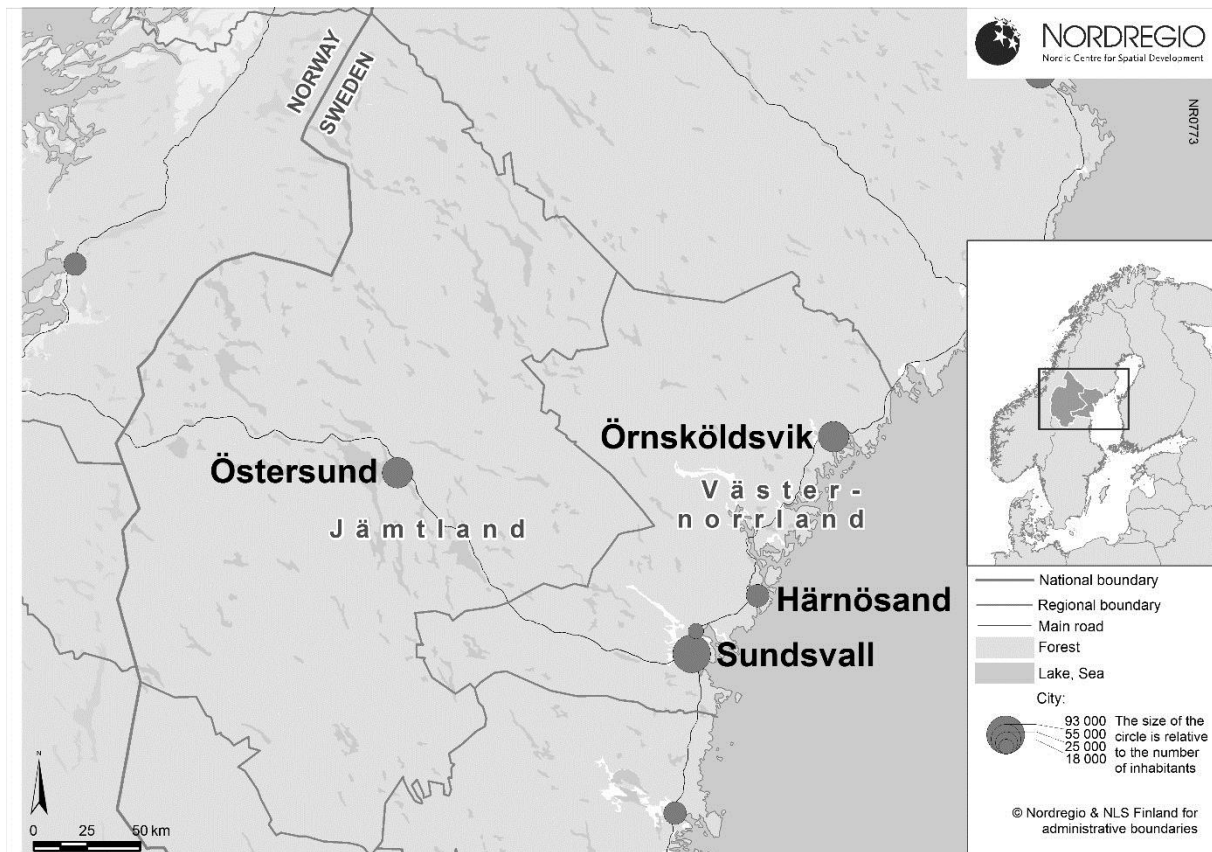 NORDREGIO
Nordic Centre for Spatial Development
NR0773
NORWAY
SWEDEN
Örnsköldsvik
Östersund
Väster-
norrland
Jämtland
Härnösand
Sundsvall
National boundary
Regional boundary
Main road
Forest
Lake, Sea
City:
93 000
55 000
25 000
18 000
The size of the
circle is relative
to the number
of inhabitants
N
0 25 50 km
© Nordregio & NLS Finland for
administrative boundaries